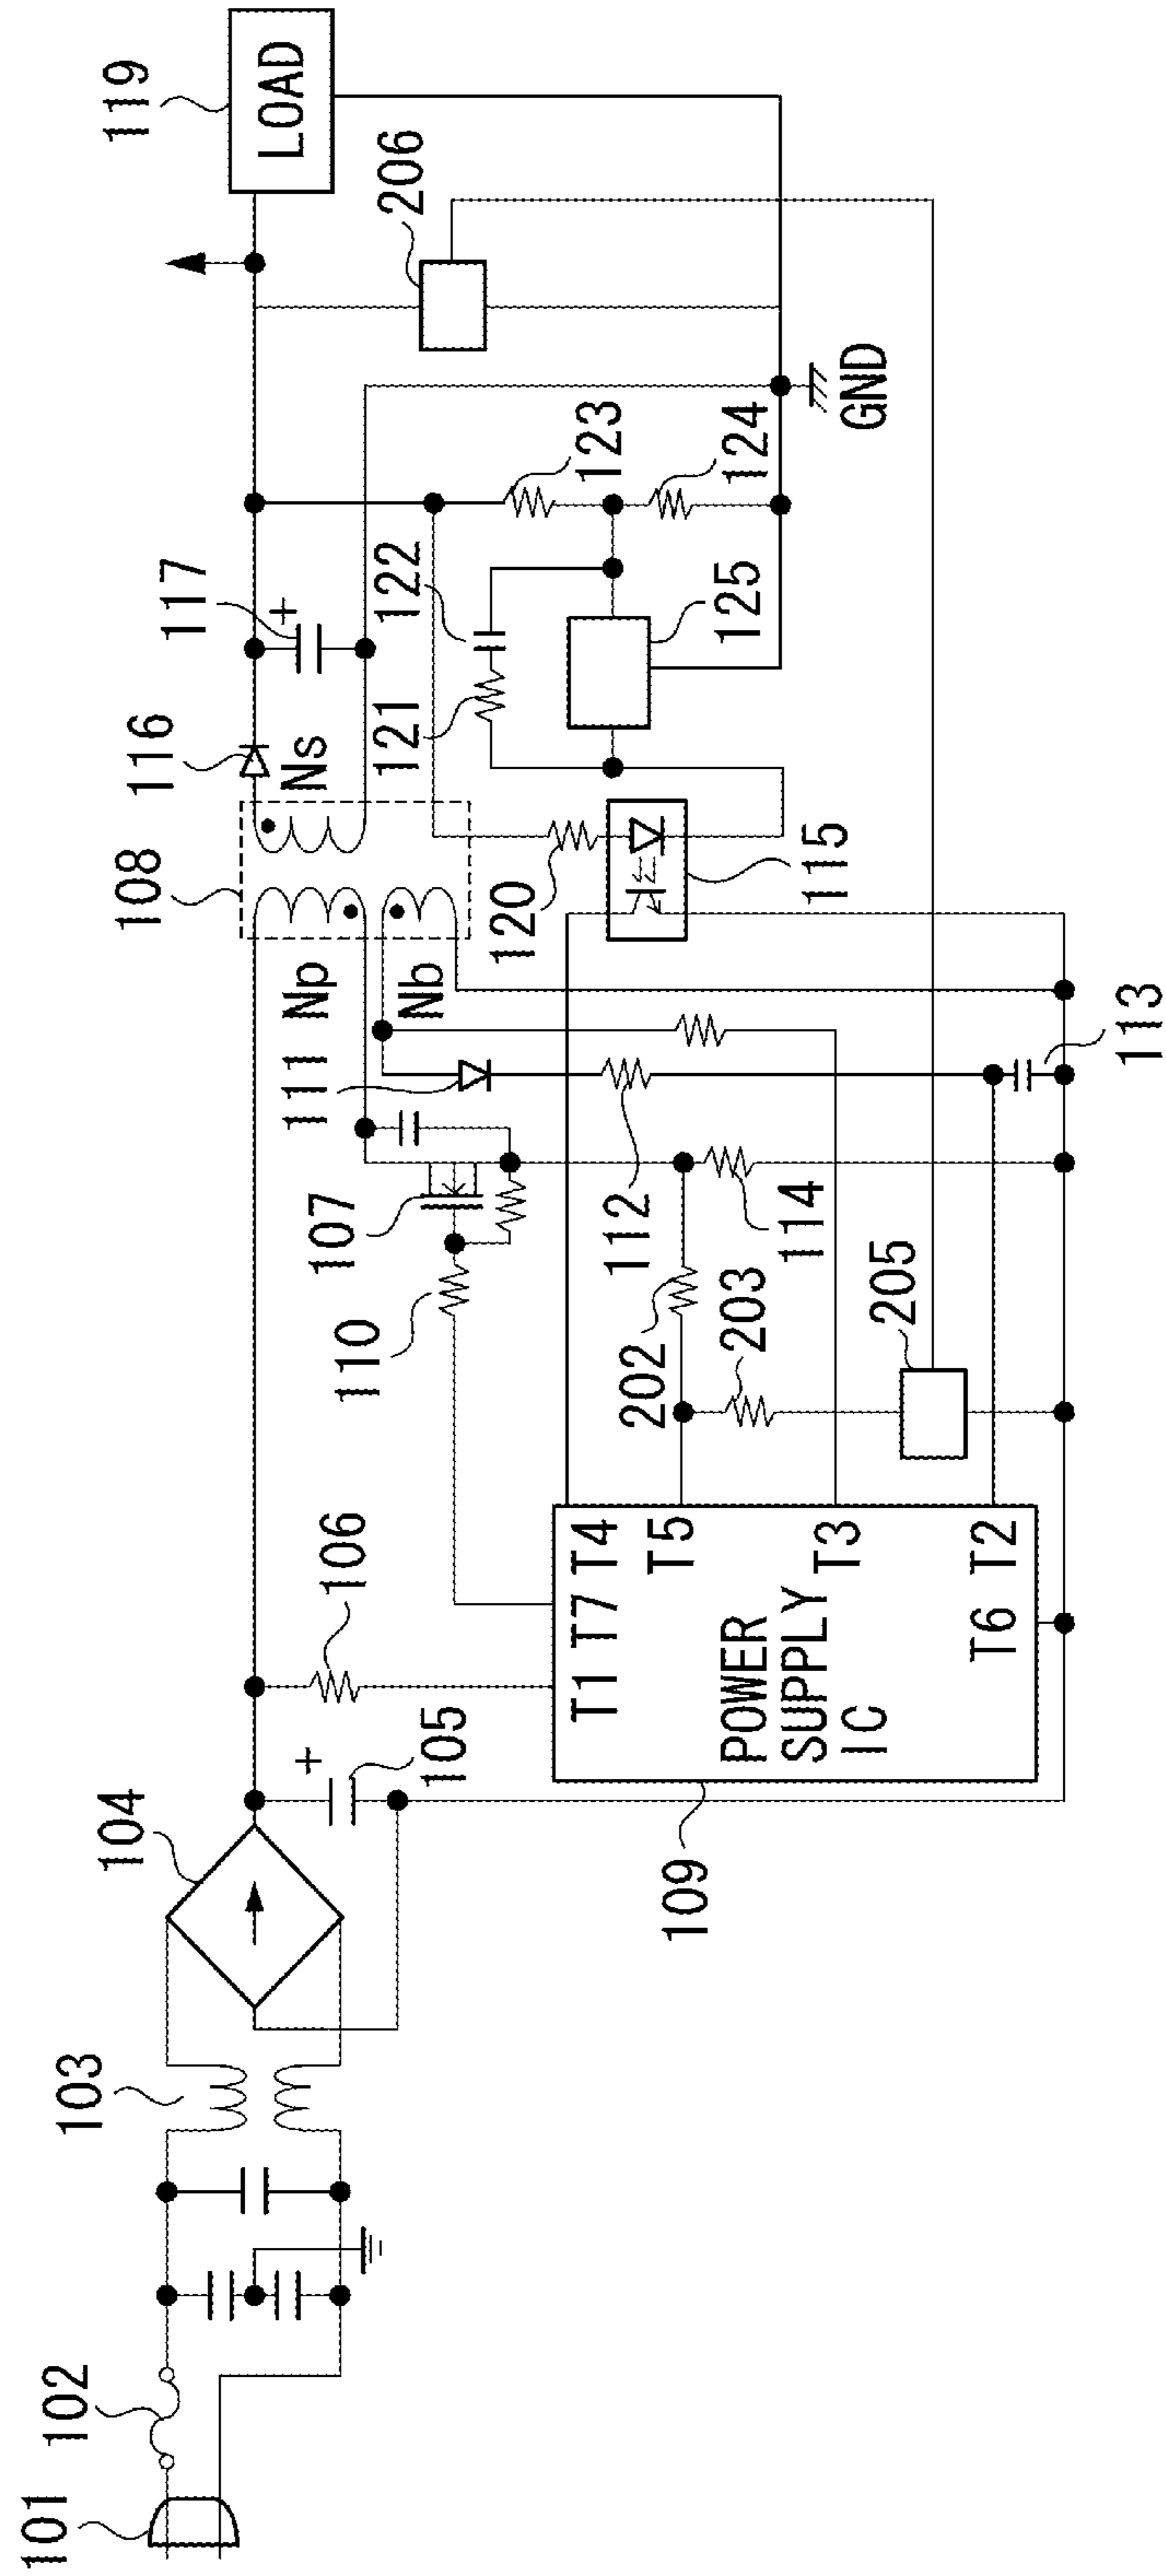 101
102
103
104
105
+
106
109
POWER
SUPPLY
IC
T1
T7
T4
T5
T3
T2
T6
110
107
111
112
202
203
205
114
113
108
Np
Nb
Ns
116
117
+
120
115
121
122
123
124
125
GND
206
119
LOAD